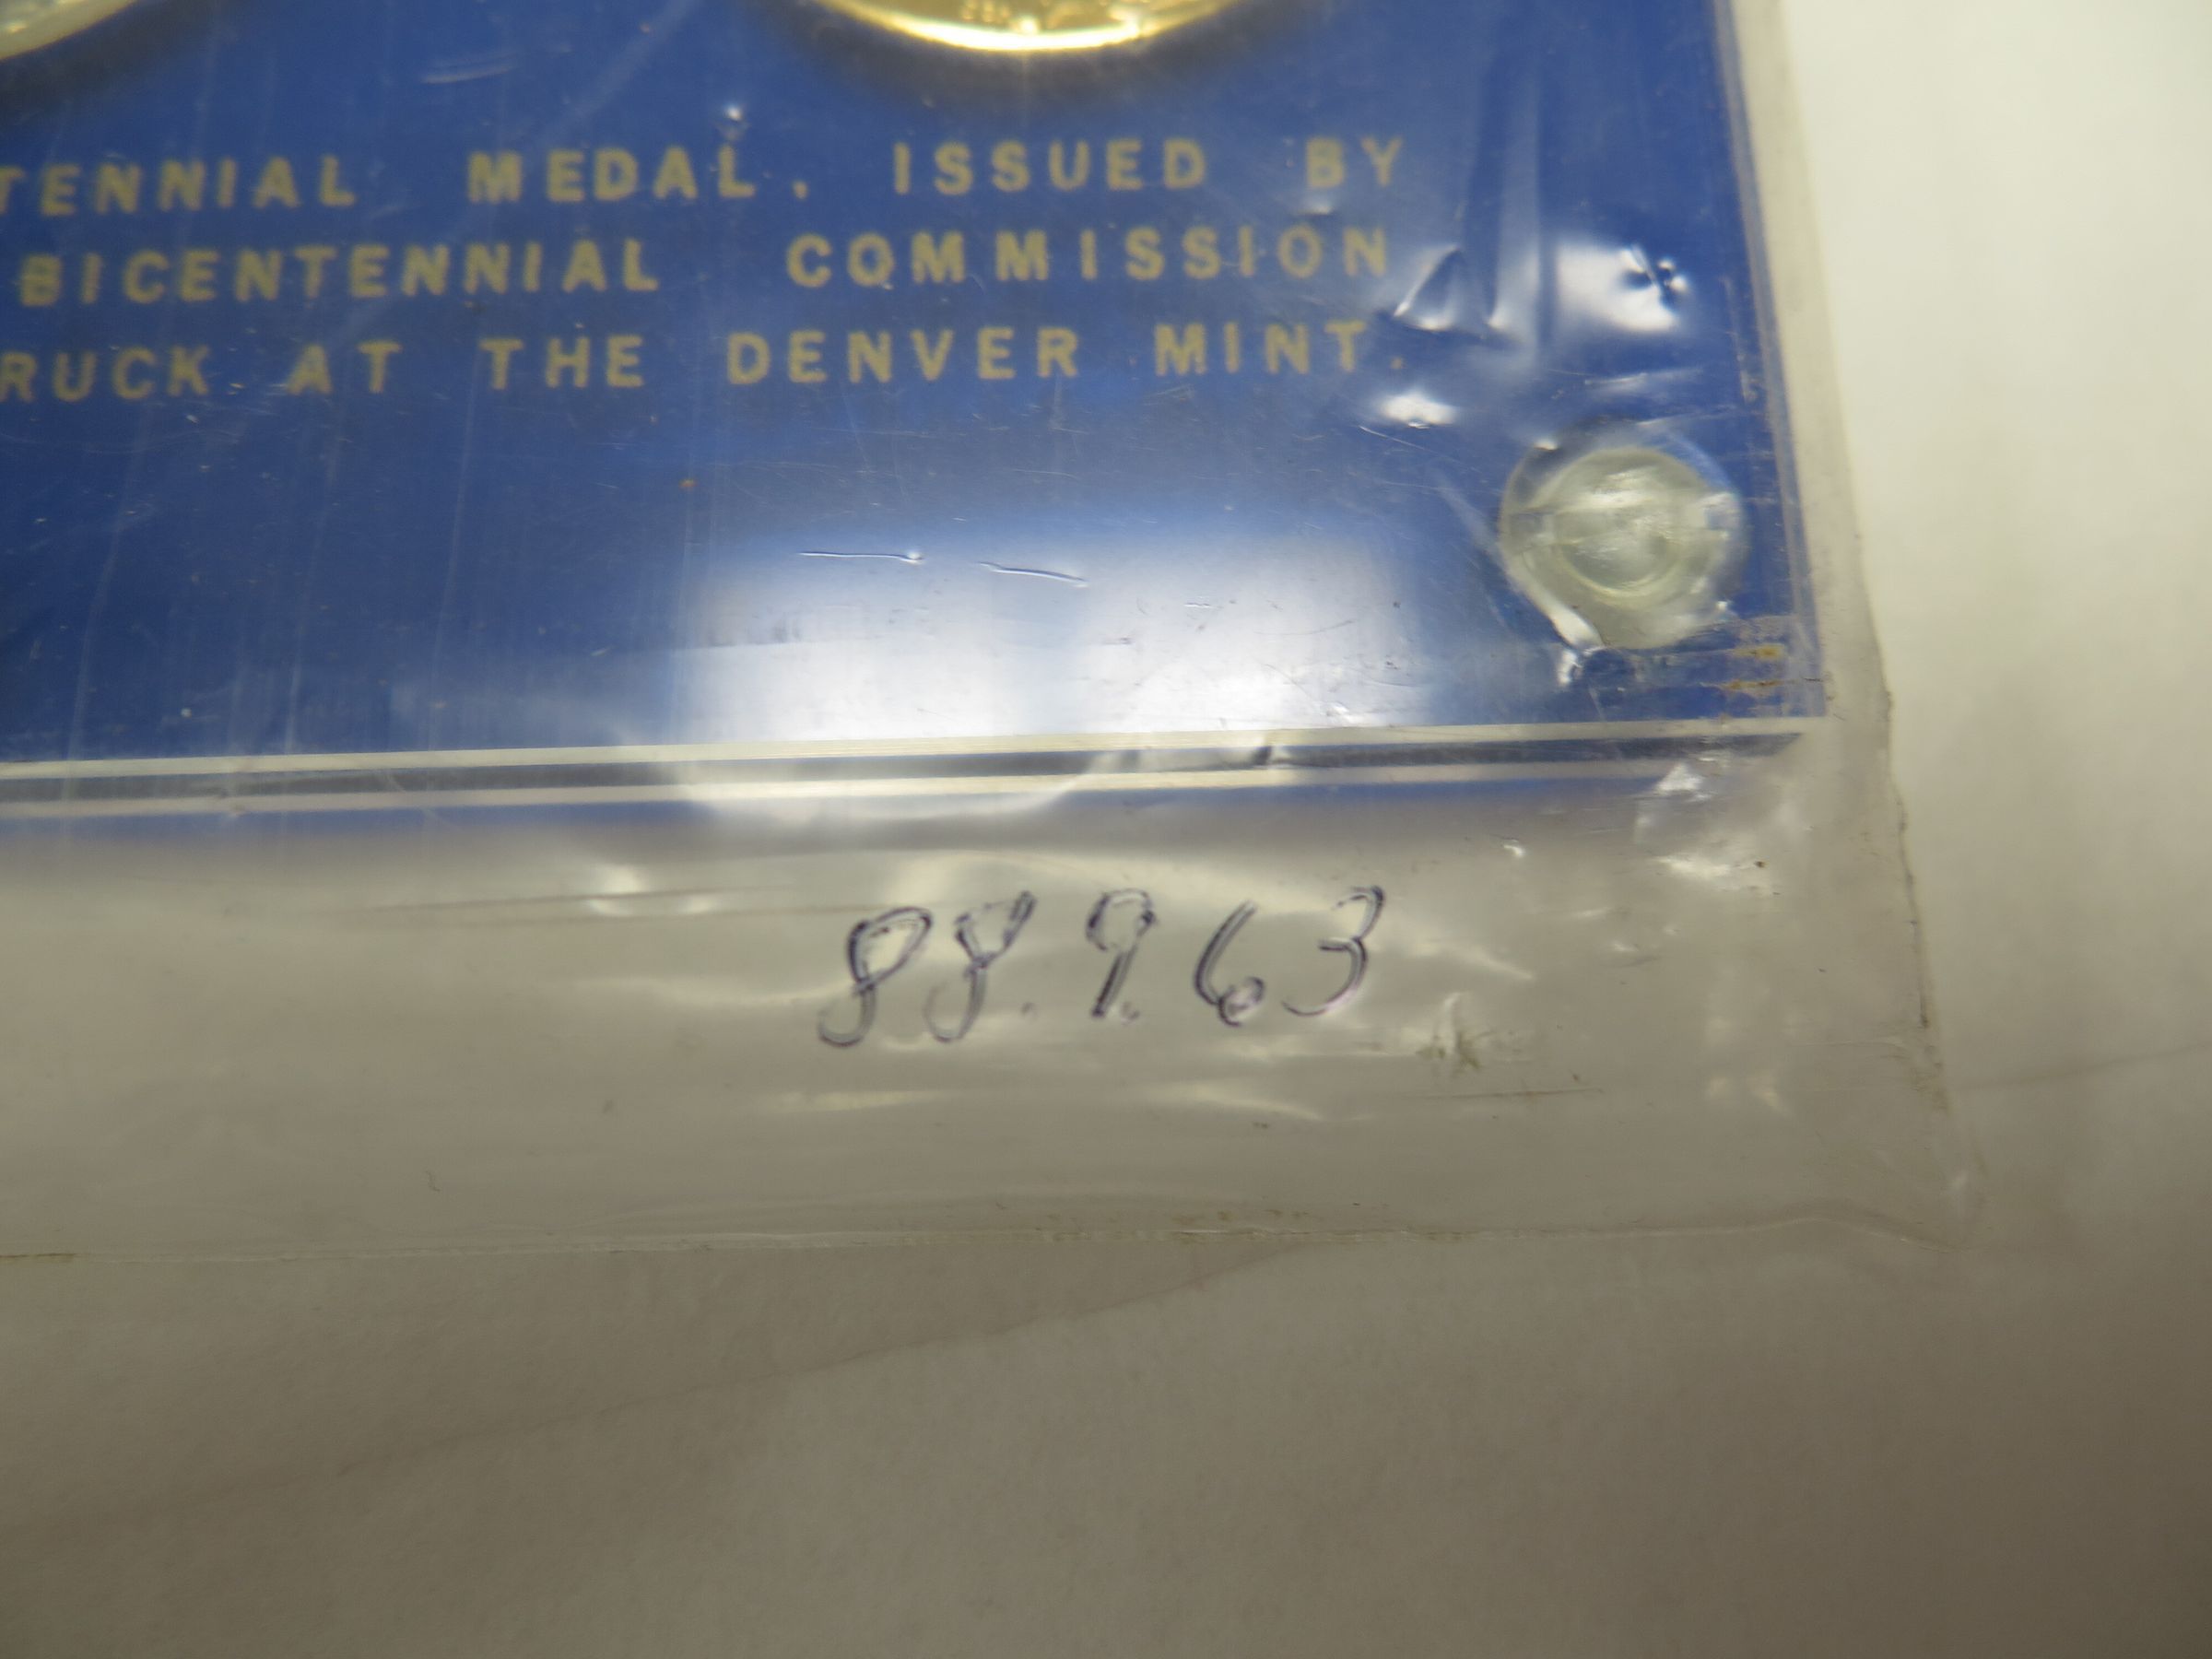 TENNIAL MEDAL, ISSUED BY
BICENTENNIAL COMMISSION
RUCK AT THE DENVER MINT.
88.9.63